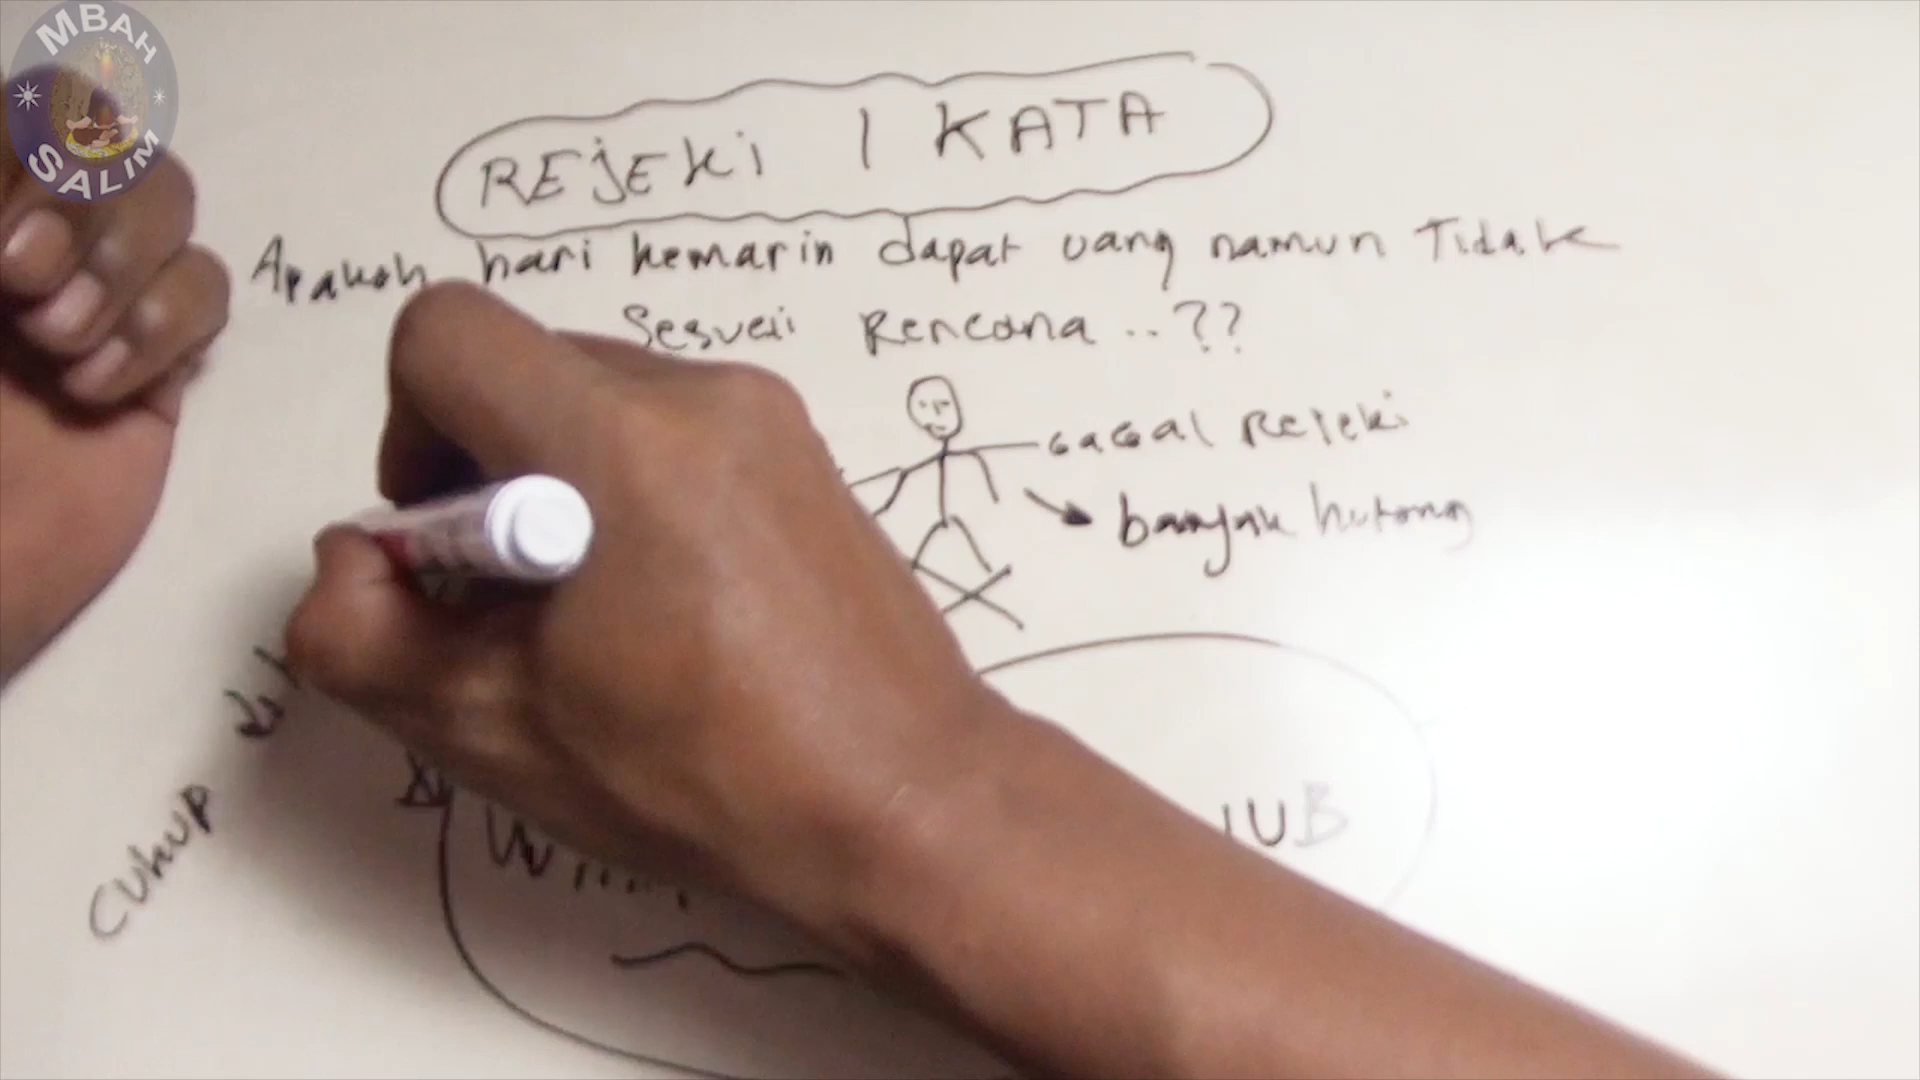 MBAH
SALIM
REjEki 1 KATA
Apakah hari kemarin dapat uang namun Tidak
Sesuai Rencana ..??
GAGAL Rejeki
banyak hutang
CUKUP